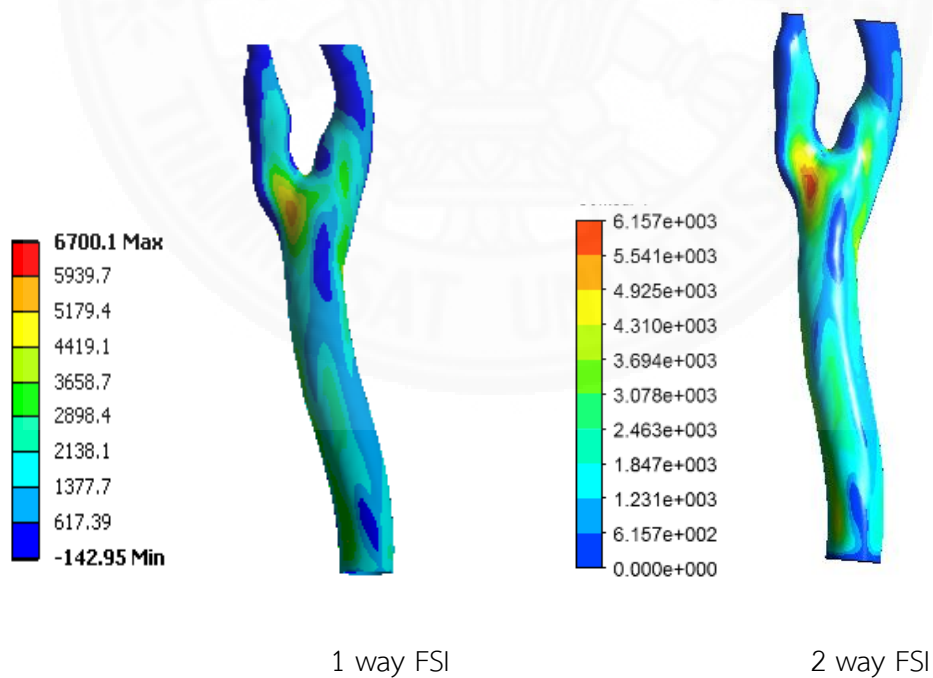 6700.1 Max
5939.7
5179.4
4419.1
3658.7
2898.4
2138.1
1377.7
617.39
-142.95 Min
6.157e+003
5.541e+003
4.925e+003
4.310e+003
3.694e+003
3.078e+003
2.463e+003
1.847e+003
1.231e+003
6.157e+002
0.000e+000
1 way FSI
2 way FSI